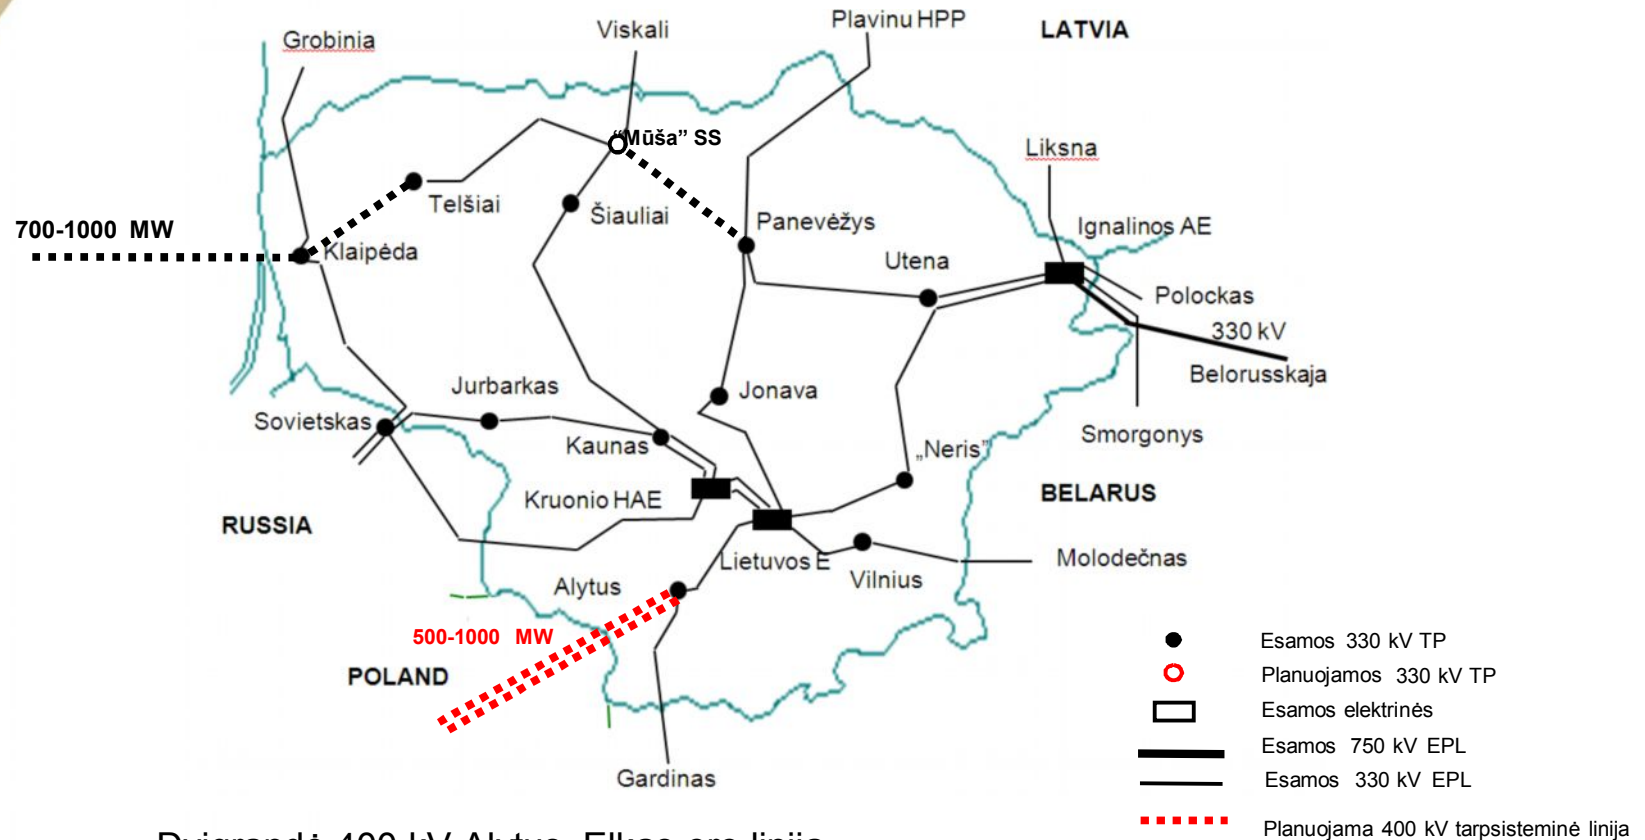 Plavinu HPP
Viskali
LATVIA
Grobinia
“Mūša” SS
Liksna
Telšiai
Šiauliai
Panevėžys
Ignalinos AE
700-1000 MW
Klaipėda
Utena
Polockas
330 kV
Belorusskaja
Jurbarkas
Jonava
Sovietskas
Smorgonys
Kaunas
„Neris”
Kruonio HAE
BELARUS
RUSSIA
Lietuvos E
Molodečnas
Vilnius
Alytus
500-1000 MW
POLAND
Gardinas
Esamos 330 kV TP
Planuojamos 330 kV TP
Esamos elektrinės
Esamos 750 kV EPL
Esamos 330 kV EPL
Planuojama 400 kV tarpsisteminė linija